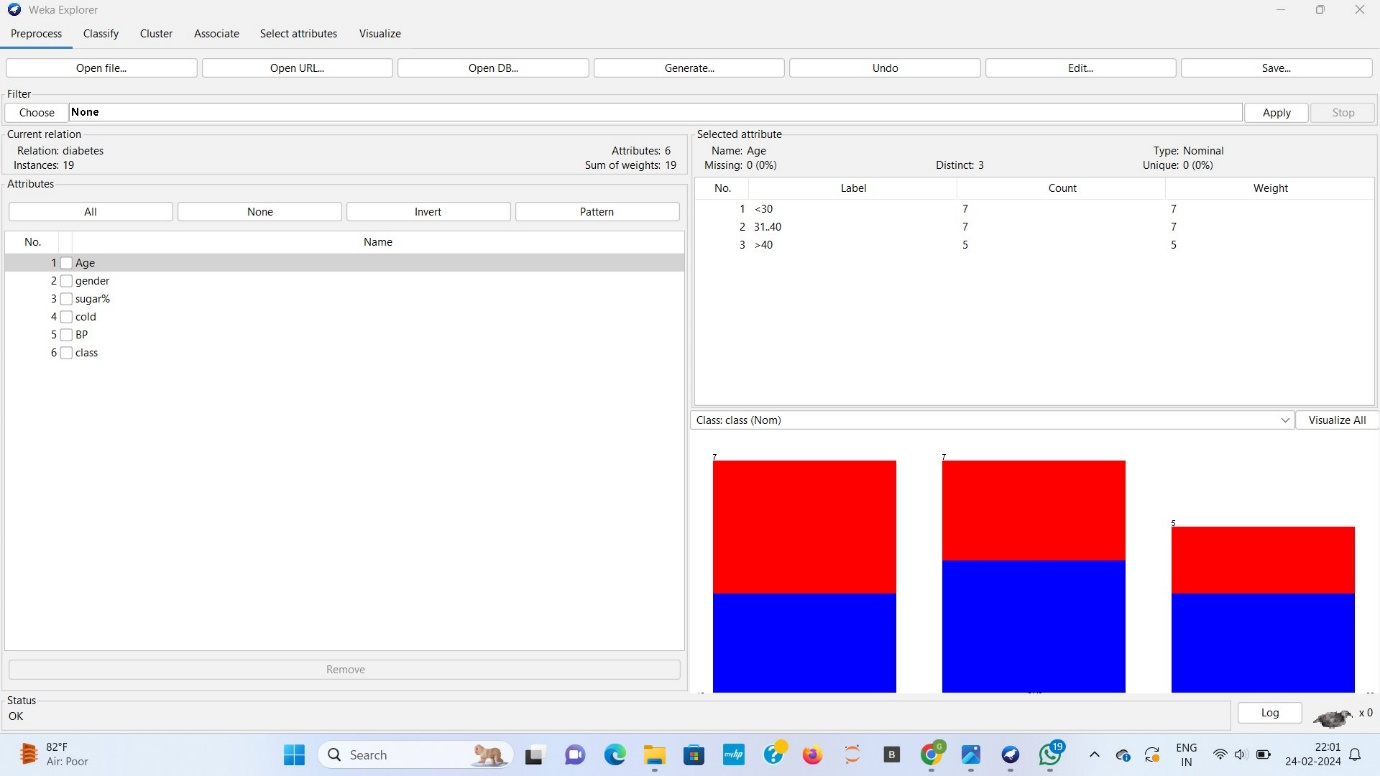 Weka Explorer
Preprocess Classify Cluster Associate Select attributes Visualize
Open file... Open URL... Open DB... Generate... Undo Edit... Save...
Filter
Choose None Apply Stop
Current relation
Relation: diabetes Attributes: 6
Instances: 19 Sum of weights: 19
Attributes
All None Invert Pattern
No. Name
1 Age
2 gender
3 sugar%
4 cold
5 BP
6 class
Remove
Selected attribute
Name: Age Type: Nominal
Missing: 0 (0%) Distinct: 3 Unique: 0 (0%)
No. Label Count Weight
1 <30 7 7
2 31..40 7 7
3 >40 5 5
Class: class (Nom) Visualize All
7 7 5
Status
OK
Log x 0
82°F
Air: Poor
Search
B
G
19
ENG
IN
22:01
24-02-2024